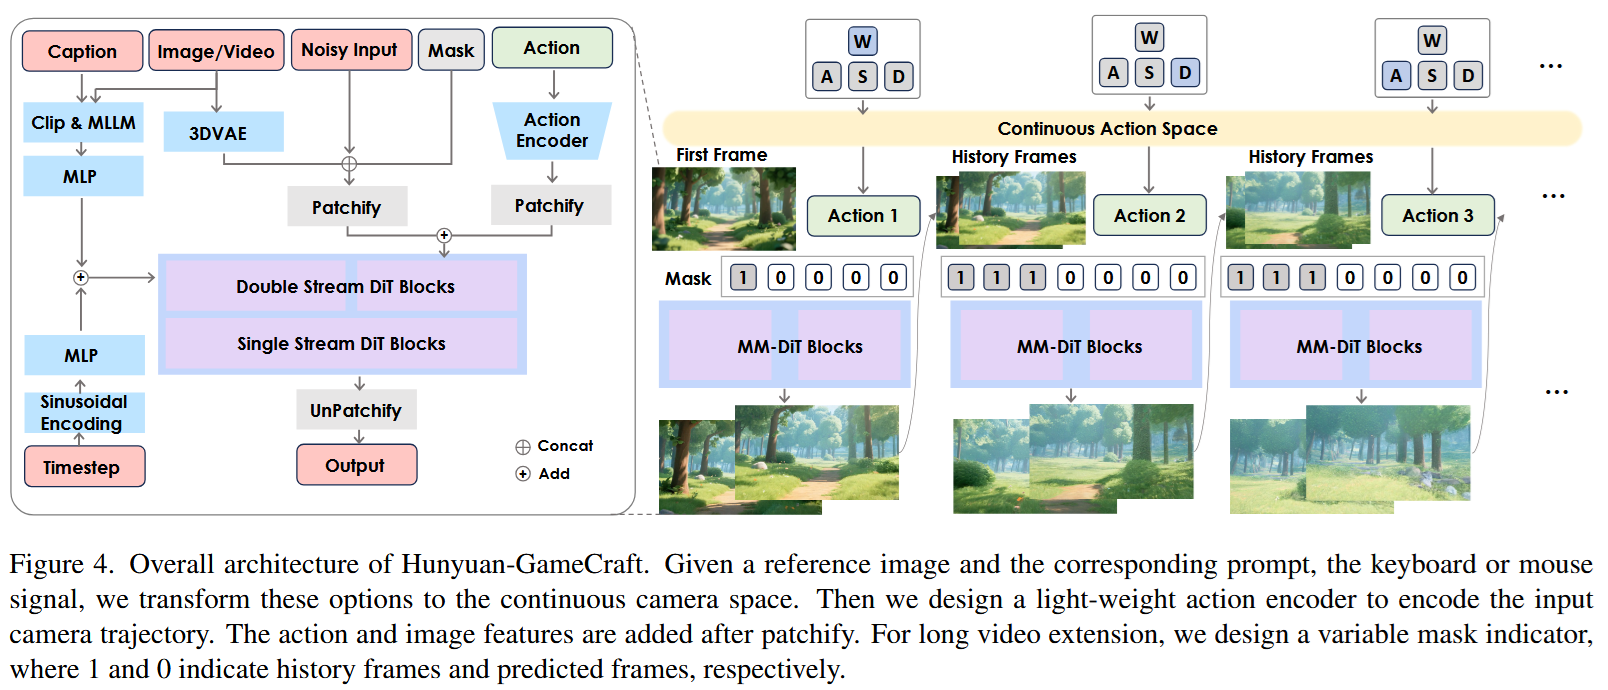 Caption
Image/Video
Noisy Input
Mask
Action
Clip & MLLM
3DVAE
Action
Encoder
MLP
Patchify
Patchify
Double Stream DiT Blocks
Single Stream DiT Blocks
MLP
Sinusoidal
Encoding
Timestep
UnPatchify
Output
Concat
Add
W
A S D
W
A S D
W
A S D
...
Continuous Action Space
First Frame
History Frames
History Frames
Action 1
Action 2
Action 3
...
Mask
1 0 0 0 0
1 1 1 0 0 0 0
1 1 1 0 0 0 0
MM-DiT Blocks
MM-DiT Blocks
MM-DiT Blocks
...
Figure 4. Overall architecture of Hunyuan-GameCraft. Given a reference image and the corresponding prompt, the keyboard or mouse
signal, we transform these options to the continuous camera space. Then we design a light-weight action encoder to encode the input
camera trajectory. The action and image features are added after patchify. For long video extension, we design a variable mask indicator,
where 1 and 0 indicate history frames and predicted frames, respectively.